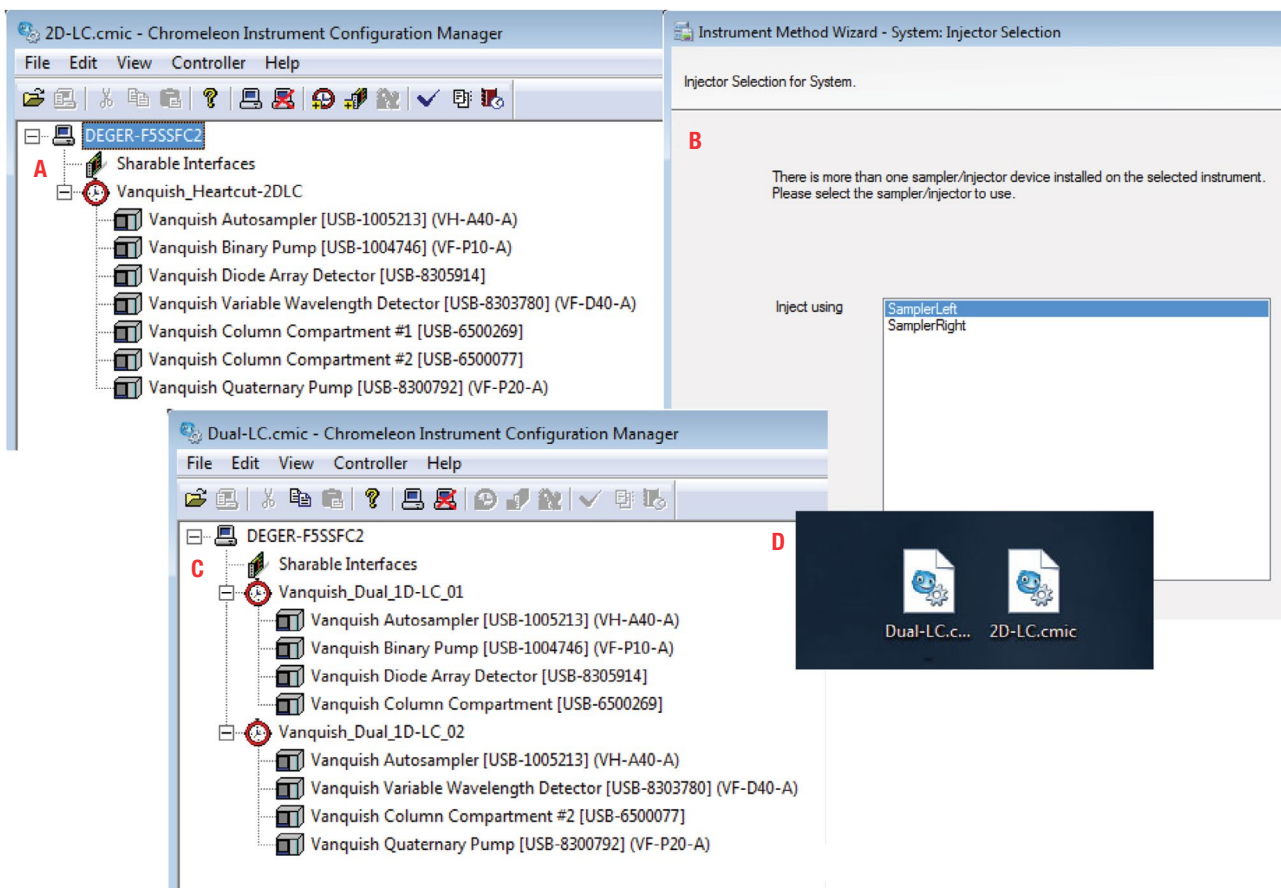 2D-LC.cmic - Chromeleon Instrument Configuration Manager
File Edit View Controller Help
DEGER-F5SSFC2
A
Sharable Interfaces
Vanquish_Heartcut-2DLC
Vanquish Autosampler [USB-1005213] (VH-A40-A)
Vanquish Binary Pump [USB-1004746] (VF-P10-A)
Vanquish Diode Array Detector [USB-8305914]
Vanquish Variable Wavelength Detector [USB-8303780] (VF-D40-A)
Vanquish Column Compartment #1 [USB-6500269]
Vanquish Column Compartment #2 [USB-6500077]
Vanquish Quaternary Pump [USB-8300792] (VF-P20-A)
Instrument Method Wizard - System: Injector Selection
Injector Selection for System.
B
There is more than one sampler/injector device installed on the selected instrument.
Please select the sampler/injector to use.
Inject using
SamplerLeft
SamplerRight
Dual-LC.cmic - Chromeleon Instrument Configuration Manager
File Edit View Controller Help
DEGER-F5SSFC2
C
Sharable Interfaces
Vanquish_Dual_1D-LC_01
Vanquish Autosampler [USB-1005213] (VH-A40-A)
Vanquish Binary Pump [USB-1004746] (VF-P10-A)
Vanquish Diode Array Detector [USB-8305914]
Vanquish Column Compartment [USB-6500269]
Vanquish_Dual_1D-LC_02
Vanquish Autosampler [USB-1005213] (VH-A40-A)
Vanquish Variable Wavelength Detector [USB-8303780] (VF-D40-A)
Vanquish Column Compartment #2 [USB-6500077]
Vanquish Quaternary Pump [USB-8300792] (VF-P20-A)
D
Dual-LC.c... 2D-LC.cmic